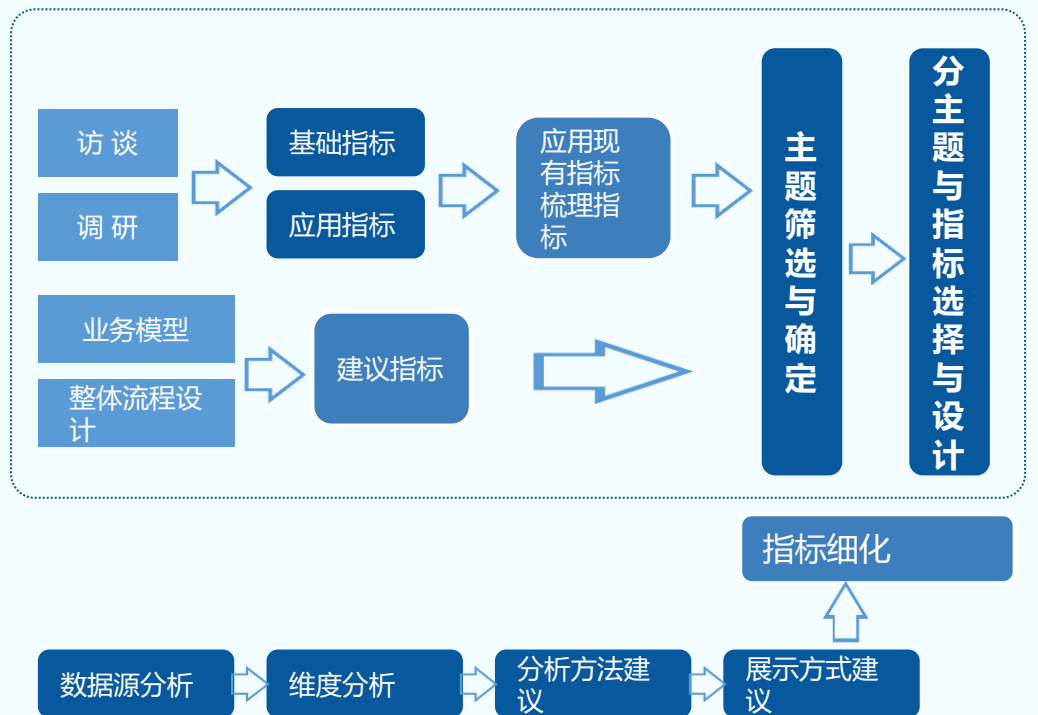 访 谈
调 研
基础指标
应用指标
应用现
有指标
梳理指
标
业务模型
整体流程设
计
建议指标
主题筛选与确定
分主题与指标选择与设计
指标细化
数据源分析
维度分析
分析方法建
议
展示方式建
议